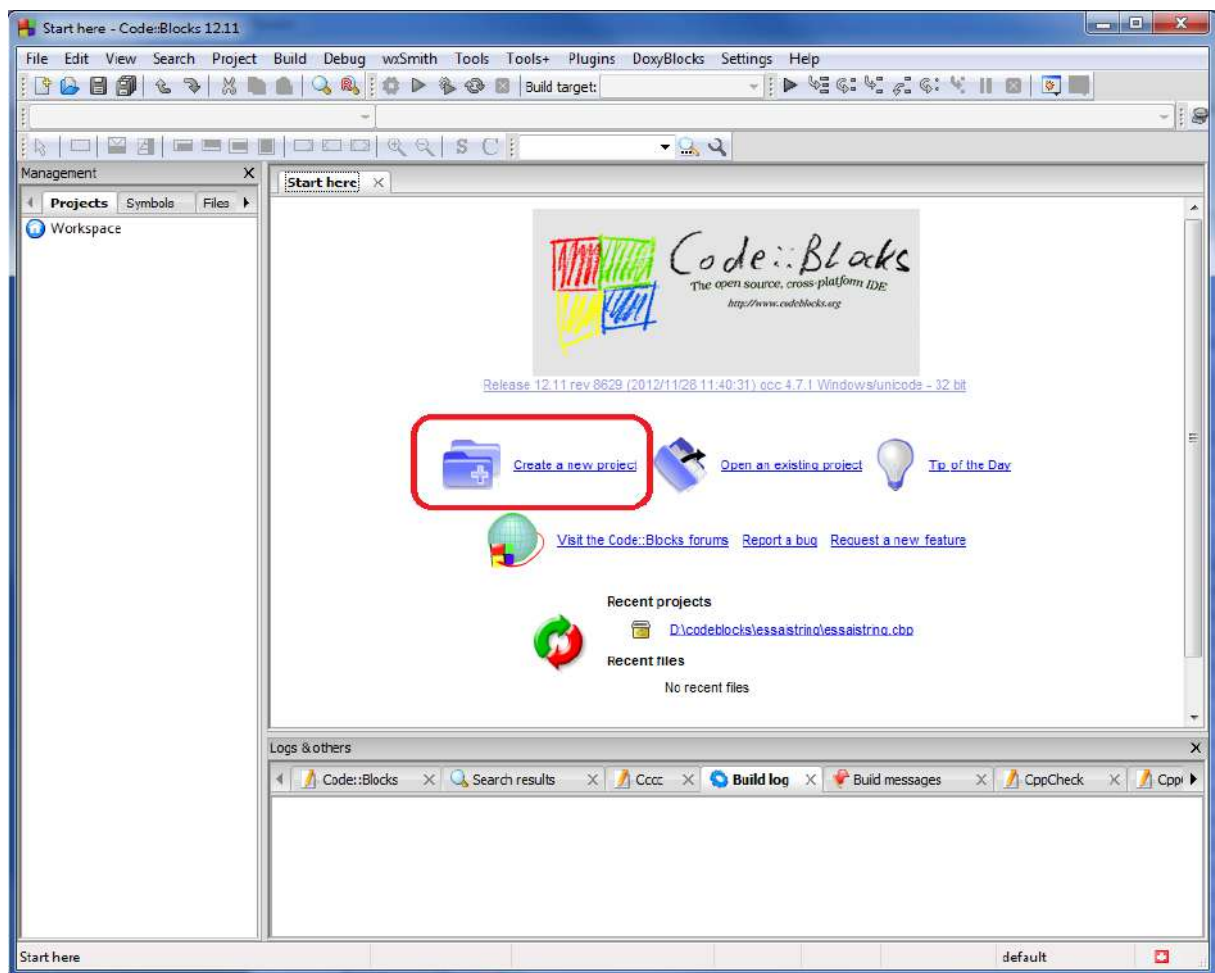 Start here - Code::Blocks 12.11
File Edit View Search Project Build Debug wxSmith Tools Tools+ Plugins DoxyBlocks Settings Help
Build target:
S C
Management
Start here
Projects Symbols Files
Workspace
Code::Blocks
The open source, cross-platform IDE
http://www.codeblocks.org
Release 12.11 rev 8629 (2012/11/28 11:40:31) gcc 4.7.1 Windows/unicode - 32 bit
Create a new project Open an existing project Tip of the Day
Visit the Code::Blocks forums Report a bug Request a new feature
Recent projects
D:\codeblocks\essaistring\essaistring.cbp
Recent files
No recent files
Logs & others
Code::Blocks Search results Cccc Build log Build messages CppCheck Cpp
Start here default